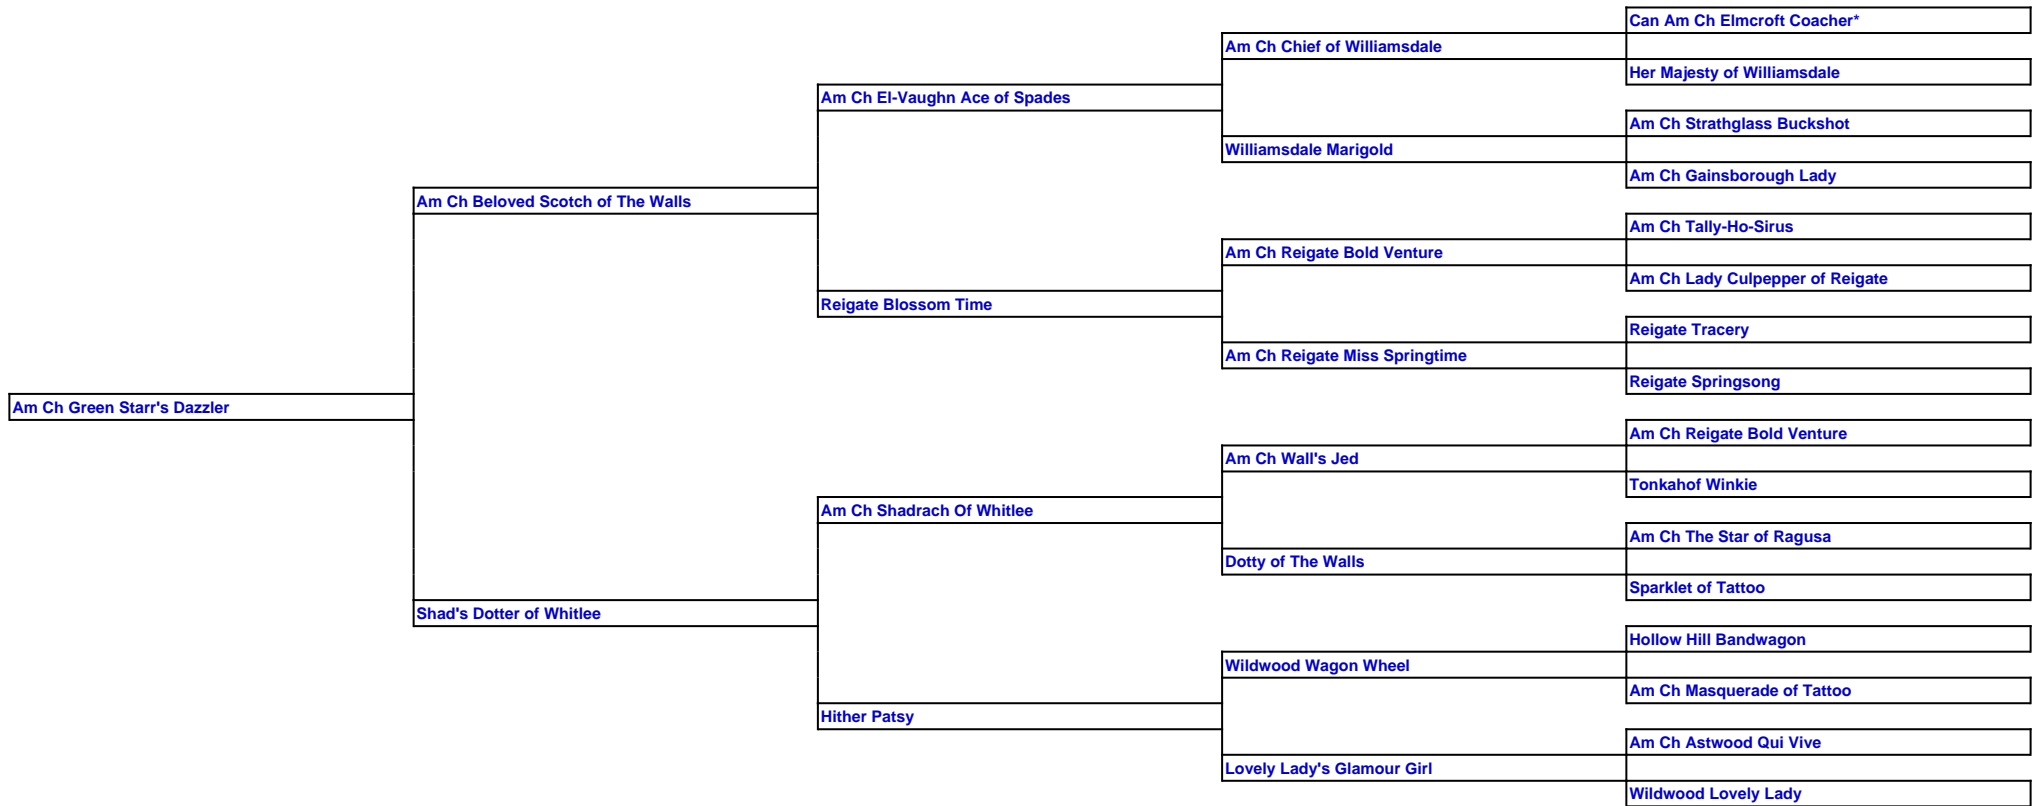 Can Am Ch Elmcroft Coacher*
Am Ch Chief of Williamsdale
Her Majesty of Williamsdale
Am Ch El-Vaughn Ace of Spades
Am Ch Strathglass Buckshot
Williamsdale Marigold
Am Ch Gainsborough Lady
Am Ch Beloved Scotch of The Walls
Am Ch Tally-Ho-Sirus
Am Ch Reigate Bold Venture
Am Ch Lady Culpepper of Reigate
Reigate Blossom Time
Reigate Tracery
Am Ch Reigate Miss Springtime
Reigate Springsong
Am Ch Green Starr's Dazzler
Am Ch Reigate Bold Venture
Am Ch Wall's Jed
Tonkahof Winkie
Am Ch Shadrach Of Whitlee
Am Ch The Star of Ragusa
Dotty of The Walls
Sparklet of Tattoo
Shad's Dotter of Whitlee
Hollow Hill Bandwagon
Wildwood Wagon Wheel
Am Ch Masquerade of Tattoo
Hither Patsy
Am Ch Astwood Qui Vive
Lovely Lady's Glamour Girl
Wildwood Lovely Lady